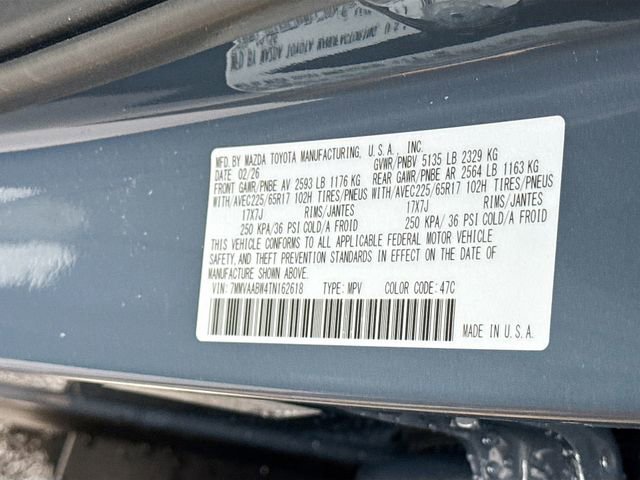 MFD. BY MAZDA TOYOTA MANUFACTURING, U.S.A., INC.
DATE 02/26 GVWR/PNBV 5135 LB 2329 KG
FRONT GAWR/PNBE AV 2593 LB 1176 KG REAR GAWR/PNBE AR 2564 LB 1163 KG
WITH/AVEC225/65R17 102H TIRES/PNEUS WITH/AVEC225/65R17 102H TIRES/PNEUS
17X7J RIMS/JANTES 17X7J RIMS/JANTES
250 KPA/36 PSI COLD/A FROID 250 KPA/ 36 PSI COLD/A FROID
THIS VEHICLE CONFORMS TO ALL APPLICABLE FEDERAL MOTOR VEHICLE
SAFETY, AND THEFT PREVENTION STANDARDS IN EFFECT ON THE DATE OF
MANUFACTURE SHOWN ABOVE.
VIN: 7MMVAABW4TN162618 TYPE: MPV COLOR CODE: 47C
MADE IN U.S.A.